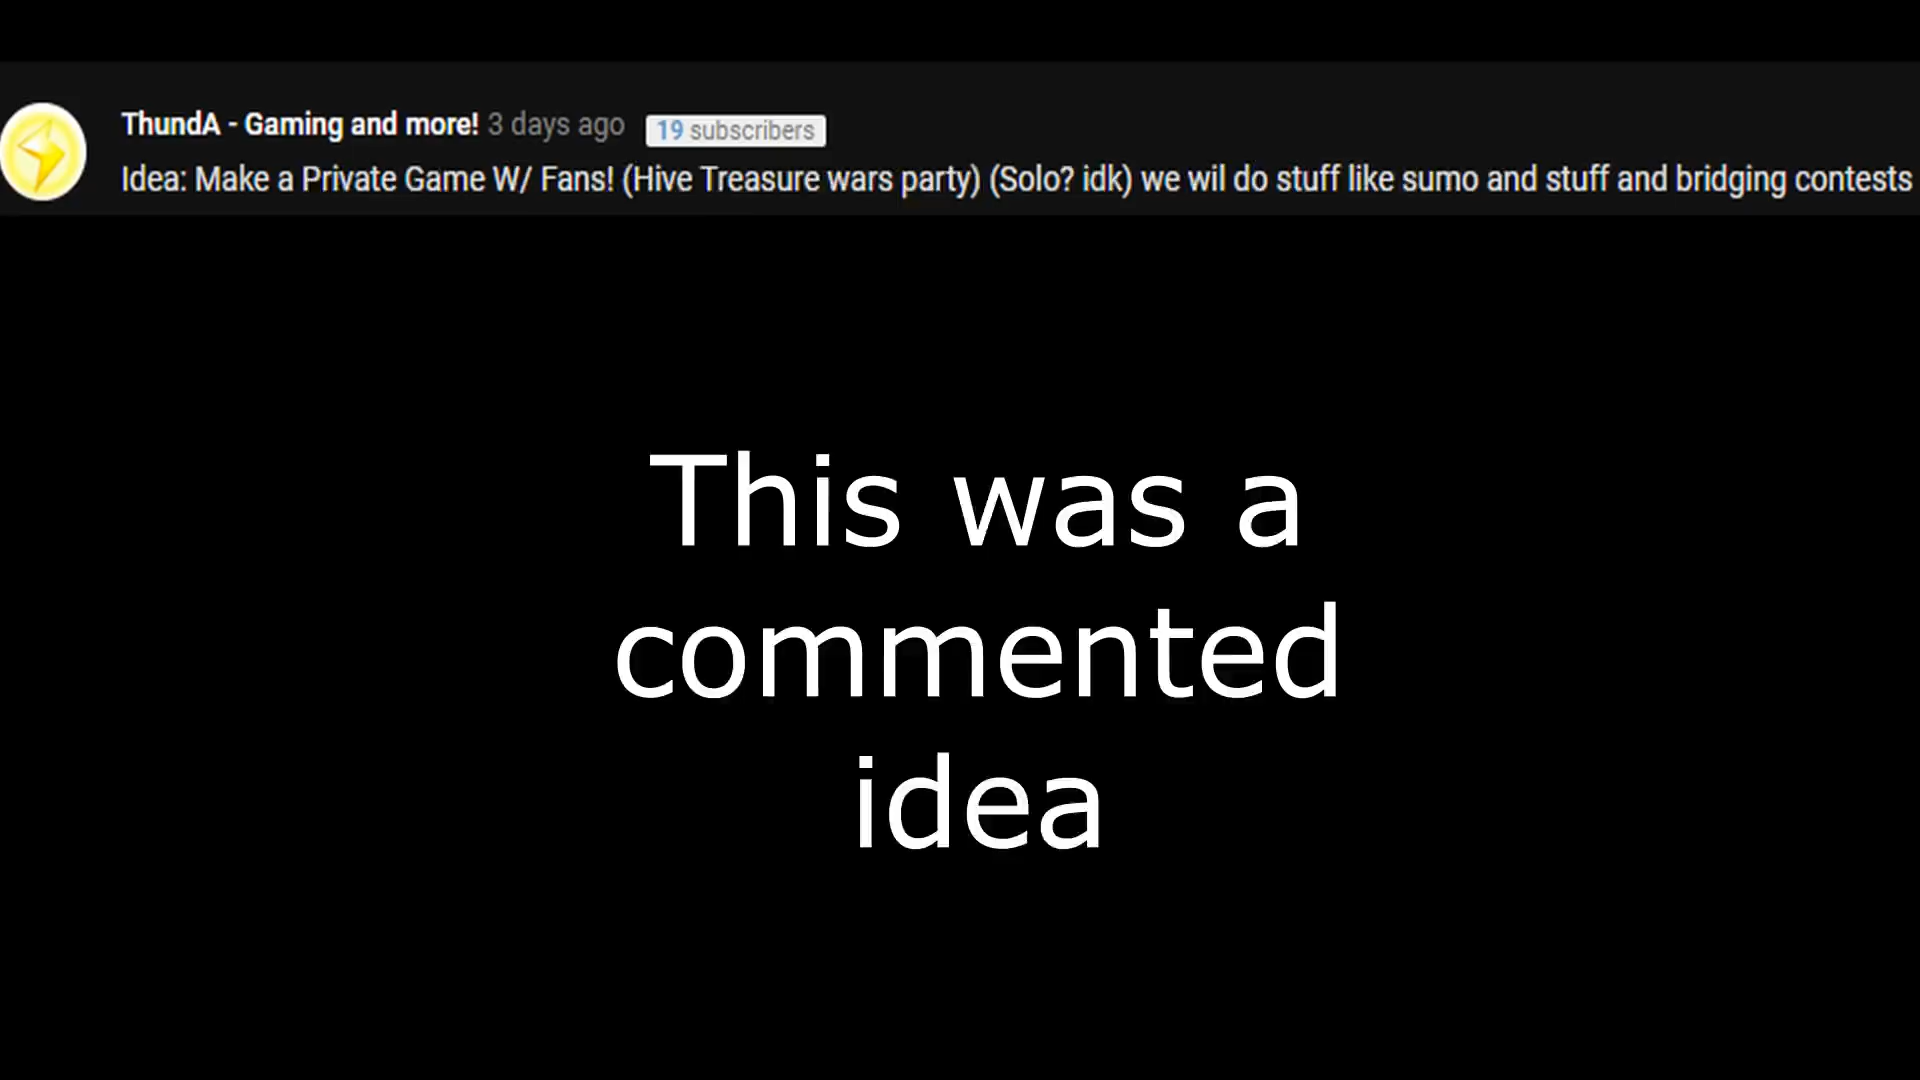 ThundA - Gaming and more! 3 days ago 19 subscribers
Idea: Make a Private Game W/ Fans! (Hive Treasure wars party) (Solo? idk) we wil do stuff like sumo and stuff and bridging contests
This was a
commented
idea